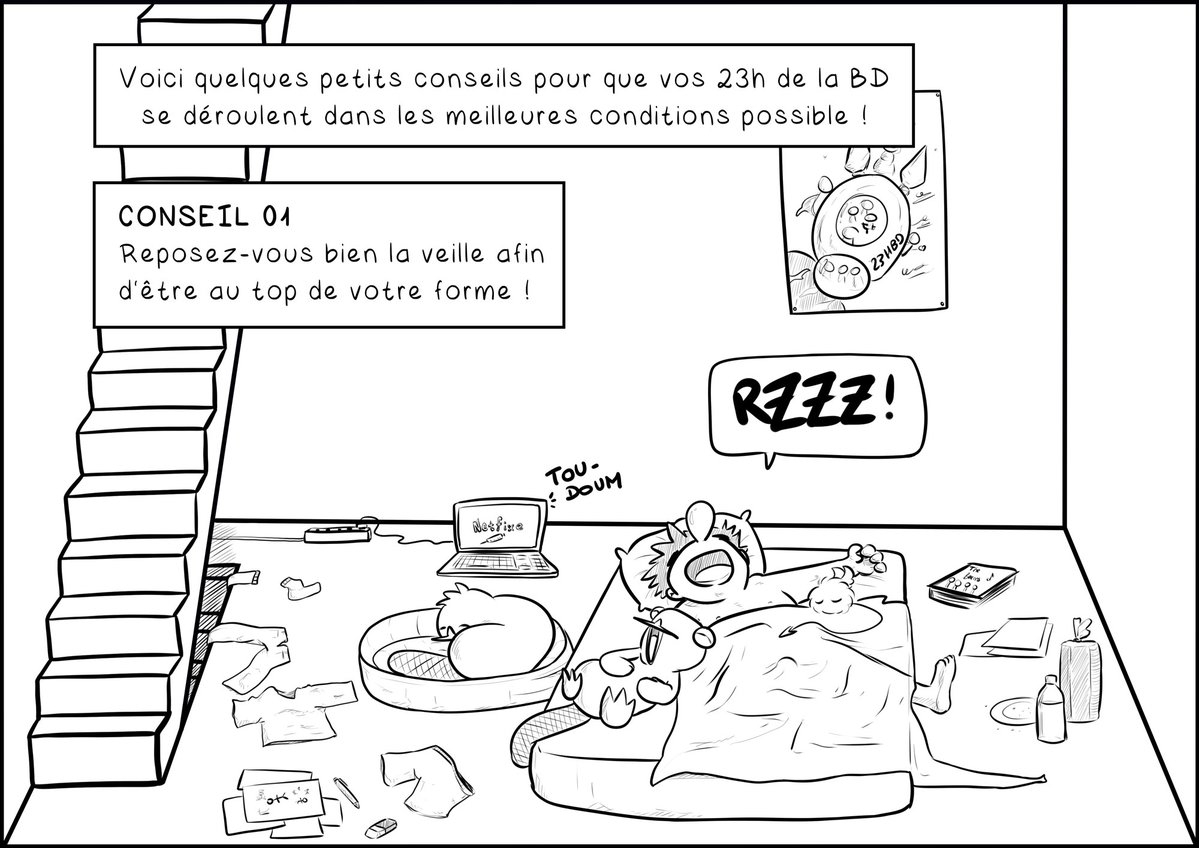 Voici quelques petits conseils pour que vos 23h de la BD
se déroulent dans les meilleures conditions possible !
CONSEIL 01
Reposez-vous bien la veille afin
d'être au top de votre forme !
23HBD
RZZZ!
TOU-
DOUM
Netfixe